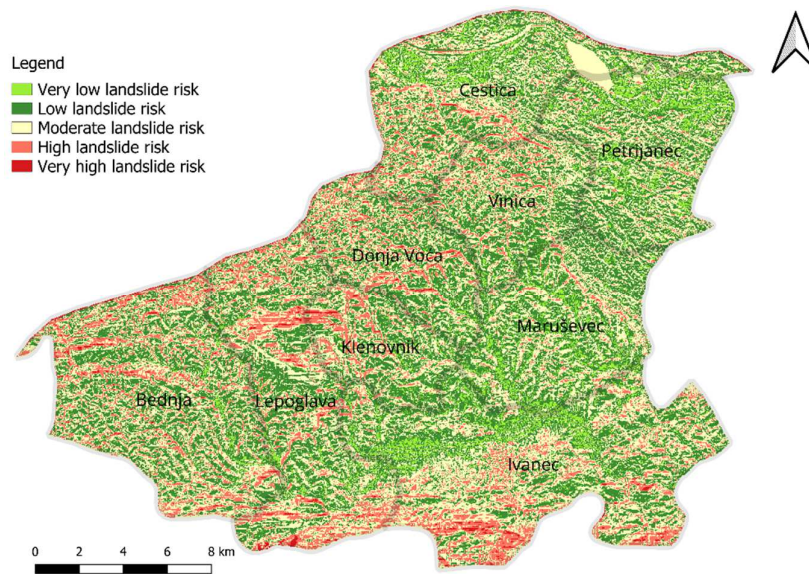 Legend
Very low landslide risk
Low landslide risk
Moderate landslide risk
High landslide risk
Very high landslide risk
Cestica
Petrijanec
Vinica
Donja Voća
Maruševec
Klenovnik
Bednja
Lepoglava
Ivanec
0 2 4 6 8 km